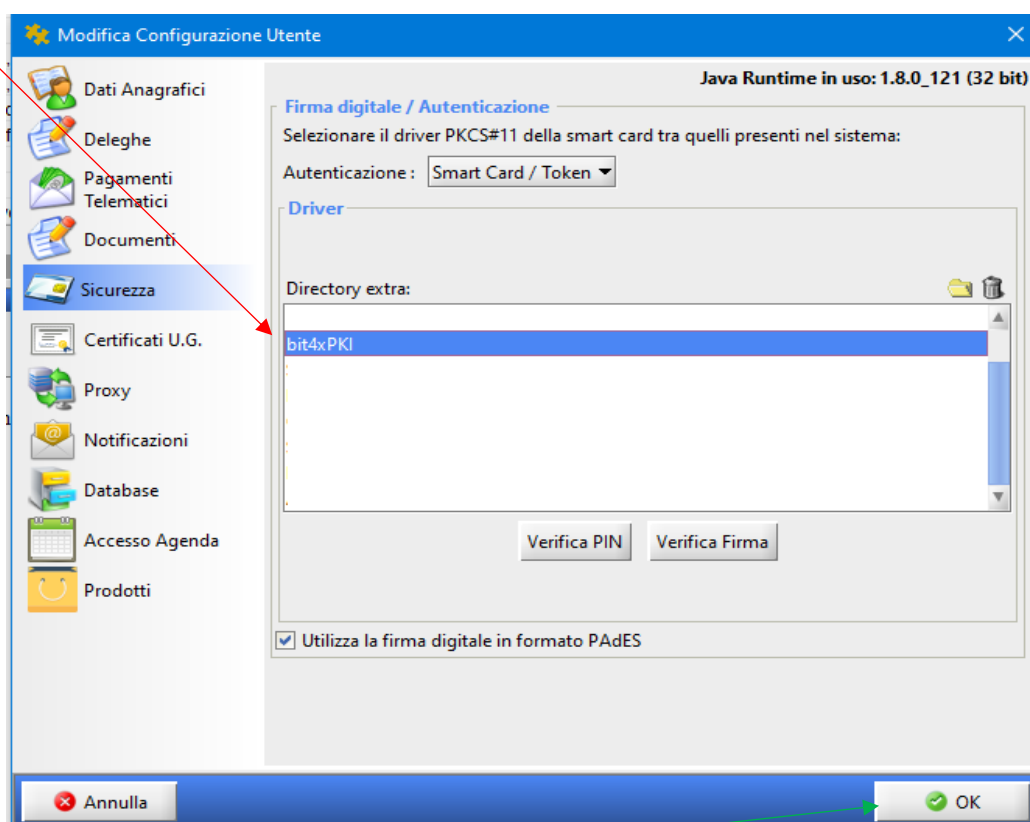 Modifica Configurazione Utente
Java Runtime in uso: 1.8.0_121 (32 bit)
Dati Anagrafici
Deleghe
Pagamenti
Telematici
Documenti
Sicurezza
Certificati U.G.
Proxy
Notificazioni
Database
Accesso Agenda
Prodotti
Firma digitale / Autenticazione
Selezionare il driver PKCS#11 della smart card tra quelli presenti nel sistema:
Autenticazione : Smart Card / Token
Driver
Directory extra:
bit4xPKI
Verifica PIN Verifica Firma
Utilizza la firma digitale in formato PAdES
Annulla OK